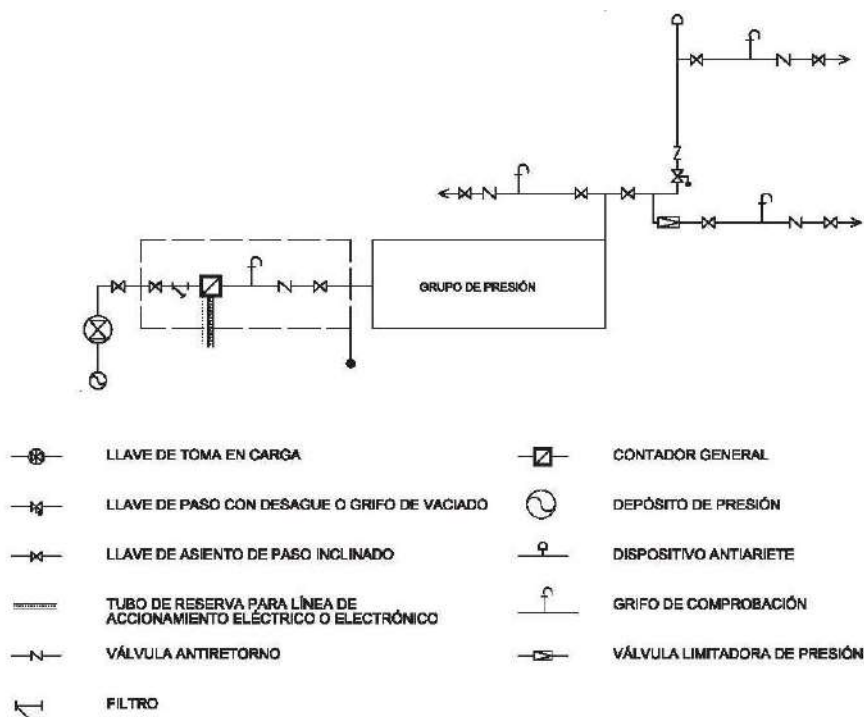 GRUPO DE PRESIÓN
LLAVE DE TOMA EN CARGA
LLAVE DE PASO CON DESAGUE O GRIFO DE VACIADO
LLAVE DE ASIENTO DE PASO INCLINADO
TUBO DE RESERVA PARA LÍNEA DE
ACCIONAMIENTO ELÉCTRICO O ELECTRÓNICO
VÁLVULA ANTIRETORNO
FILTRO
CONTADOR GENERAL
DEPÓSITO DE PRESIÓN
DISPOSITIVO ANTIARIETE
GRIFO DE COMPROBACIÓN
VÁLVULA LIMITADORA DE PRESIÓN